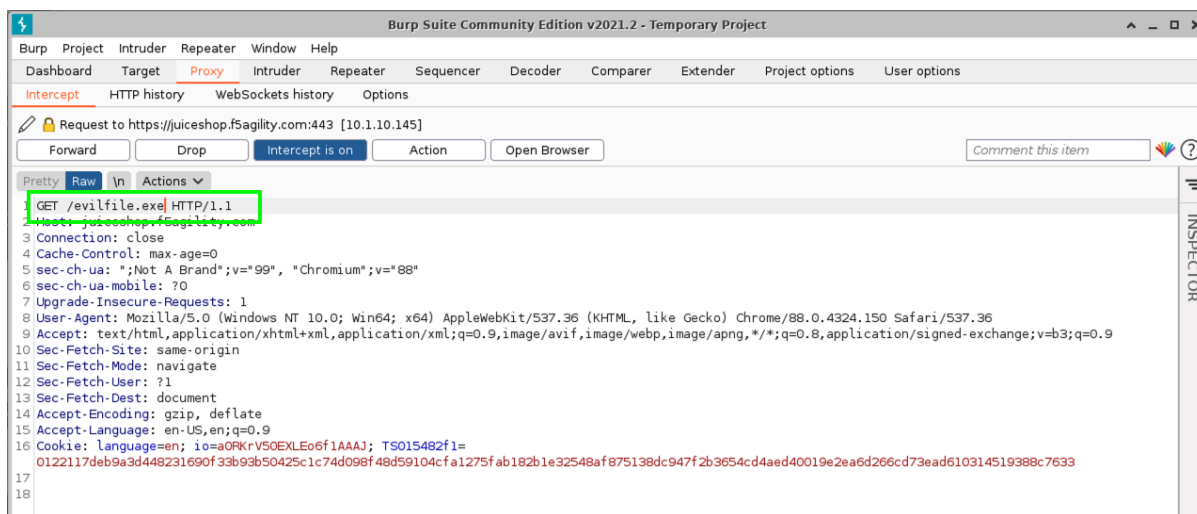 Burp Suite Community Edition v2021.2 - Temporary Project
Burp Project Intruder Repeater Window Help
Dashboard Target Proxy Intruder Repeater Sequencer Decoder Comparer Extender Project options User options
Intercept HTTP history WebSockets history Options
Request to https://juiceshop.f5agility.com:443 [10.1.10.145]
Forward Drop Intercept is on Action Open Browser Comment this item ?
Pretty Raw \n Actions
INSPECTOR
1 GET /evilfile.exe HTTP/1.1
2 Host: juiceshop.f5agility.com
3 Connection: close
4 Cache-Control: max-age=0
5 sec-ch-ua: ";Not A Brand";v="99", "Chromium";v="88"
6 sec-ch-ua-mobile: ?0
7 Upgrade-Insecure-Requests: 1
8 User-Agent: Mozilla/5.0 (Windows NT 10.0; Win64; x64) AppleWebKit/537.36 (KHTML, like Gecko) Chrome/88.0.4324.150 Safari/537.36
9 Accept: text/html,application/xhtml+xml,application/xml;q=0.9,image/avif,image/webp,image/apng,*/*;q=0.8,application/signed-exchange;v=b3;q=0.9
10 Sec-Fetch-Site: same-origin
11 Sec-Fetch-Mode: navigate
12 Sec-Fetch-User: ?1
13 Sec-Fetch-Dest: document
14 Accept-Encoding: gzip, deflate
15 Accept-Language: en-US,en;q=0.9
16 Cookie: language=en; io=aORKrV5OEXLEo6f1AAAJ; TS015482f1=
0122117deb9a3d448231690f33b93b50425c1c74d098f48d59104cfa1275fab182b1e32548af875138dc947f2b3654cd4aed40019e2ea6d266cd73ead610314519388c7633
17
18